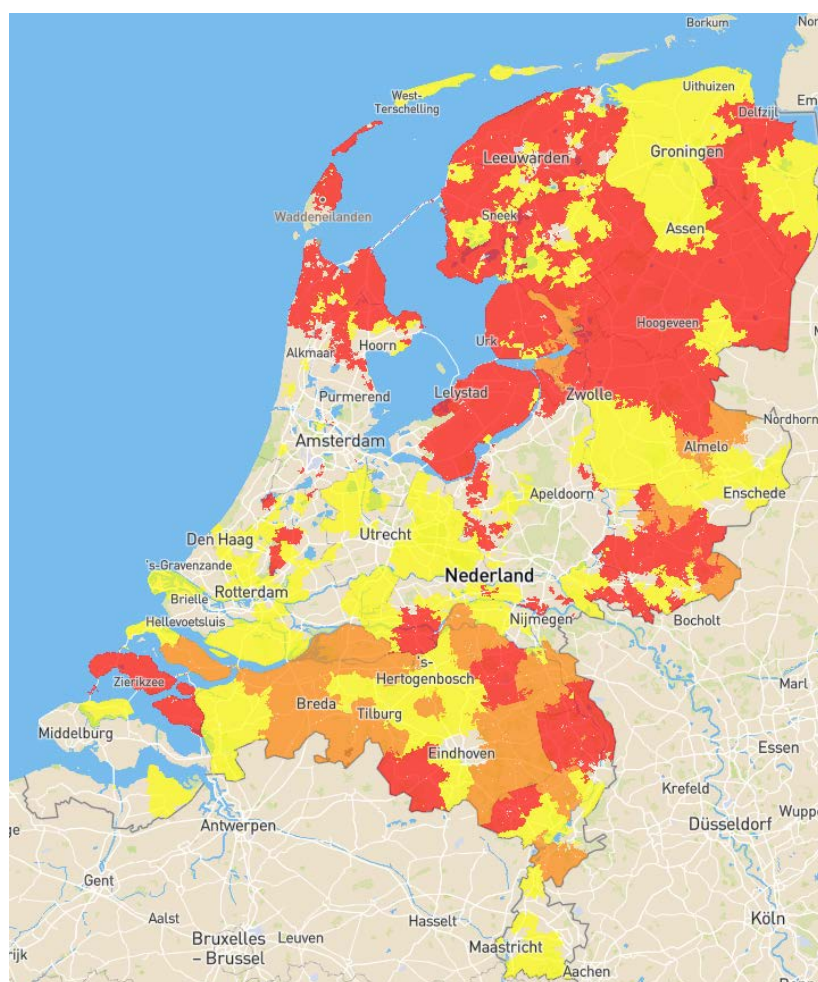 Borkum
Nor
Uithuizen
West-
Terschelling
Em
Delfzijl
Leeuwarden
Groningen
Waddeneilanden
Sneek
Assen
Hoogeveen
Urk
Alkmaar
Hoorn
Lelystad
Zwolle
Purmerend
Nordhorn
Amsterdam
Almelo
Apeldoorn
Enschede
Den Haag
Utrecht
's-Gravenzande
Nederland
Brielle
Rotterdam
Hellevoetsluis
Nijmegen
Bocholt
's-
Hertogenbosch
Zierikzee
Marl
Breda
Tilburg
Middelburg
Eindhoven
Essen
Krefeld
Wuppe
Antwerpen
Düsseldorf
ge
Gent
Aalst
Hasselt
Köln
Bruxelles
– Brussel
Leuven
Maastricht
rijk
Aachen